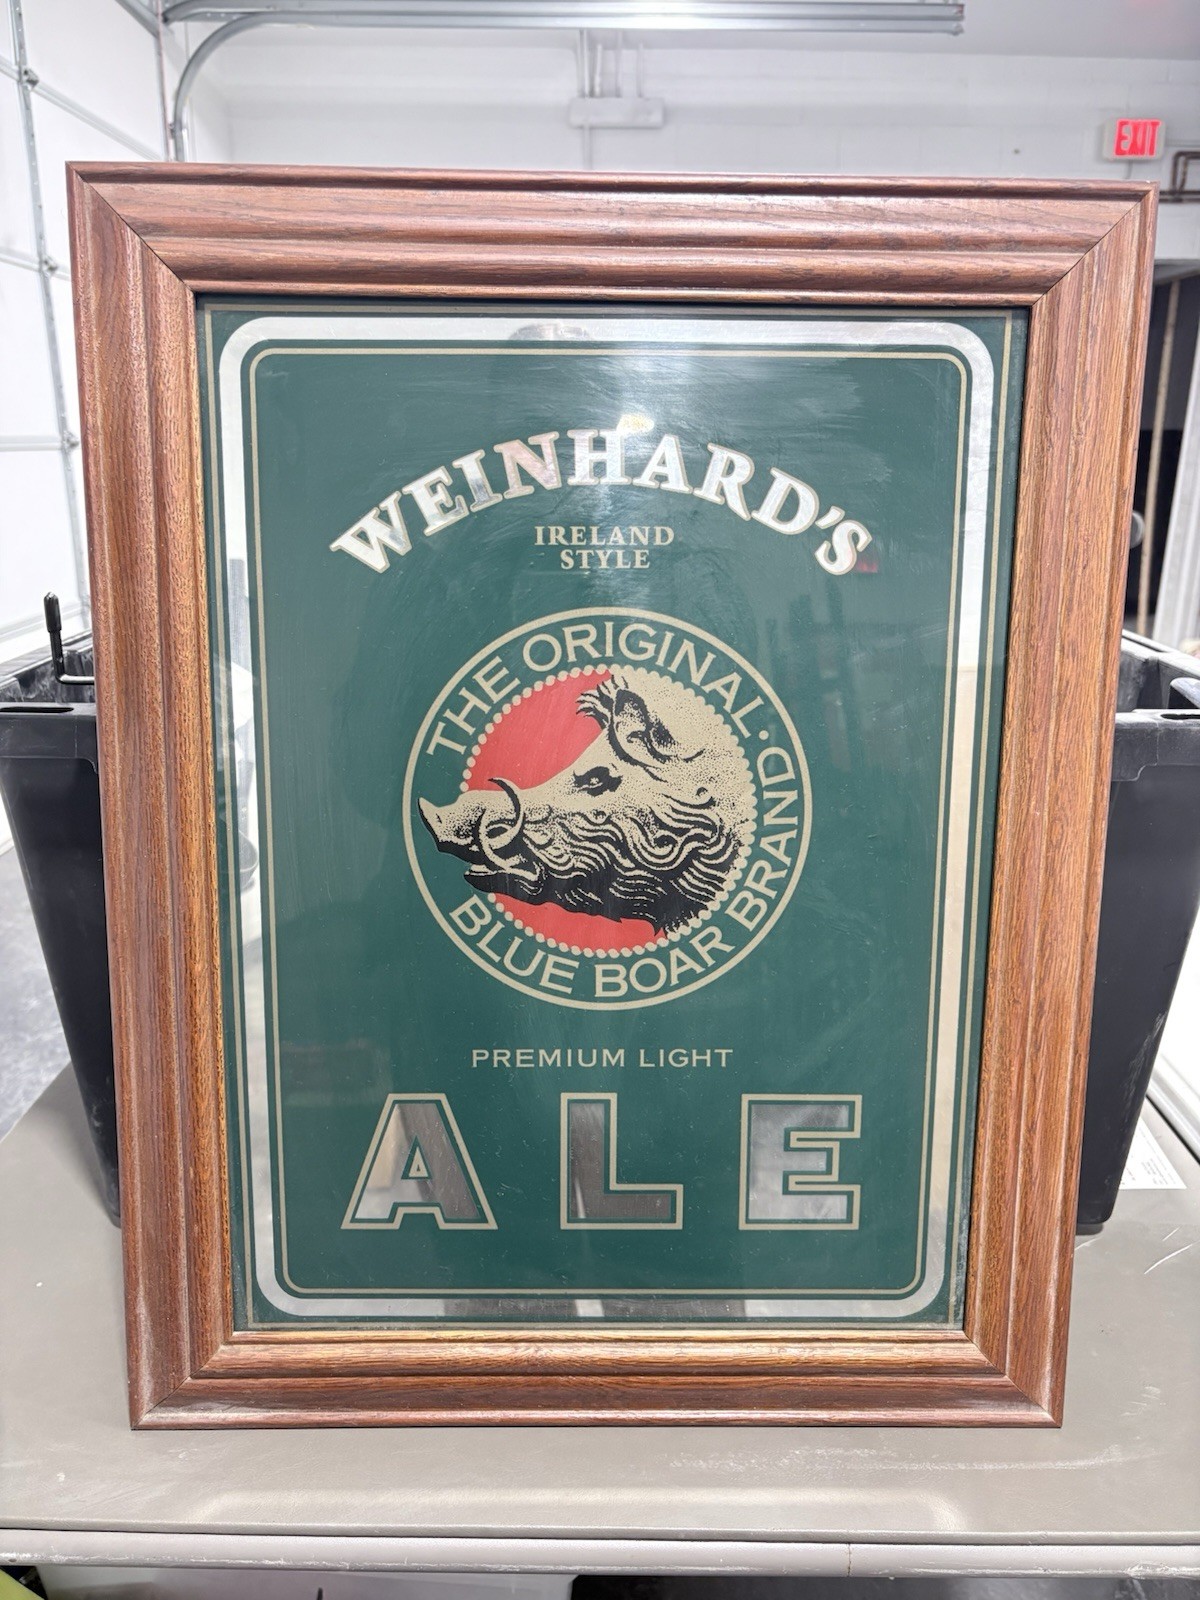 EXIT
WEINHARD'S
IRELAND
STYLE
THE ORIGINAL · BLUE BOAR BRAND
PREMIUM LIGHT
ALE